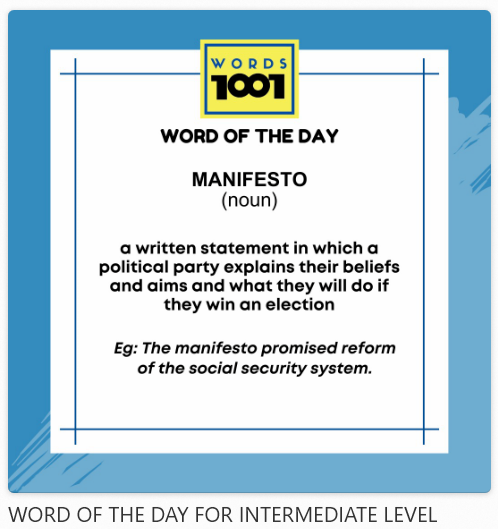 WORDS
1001
WORD OF THE DAY
MANIFESTO
(noun)
a written statement in which a
political party explains their beliefs
and aims and what they will do if
they win an election
Eg: The manifesto promised reform
of the social security system.
WORD OF THE DAY FOR INTERMEDIATE LEVEL